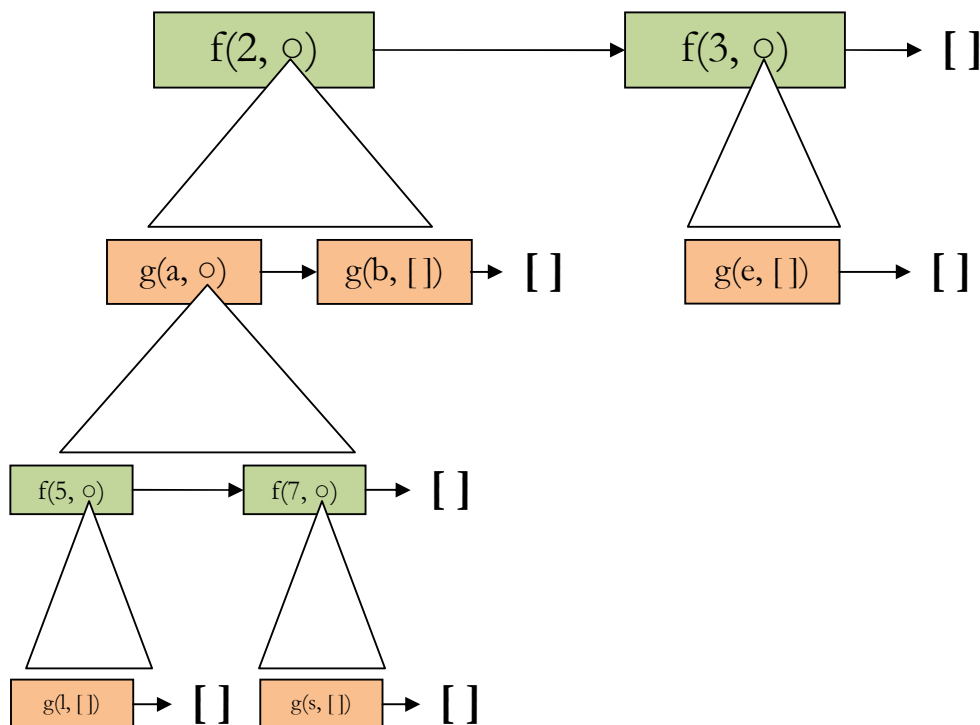 f(2, ○) f(3, ○) [ ]
g(a, ○) g(b, [ ]) [ ] g(e, [ ]) [ ]
f(5, ○) f(7, ○) [ ]
g(l, [ ]) [ ] g(s, [ ]) [ ]